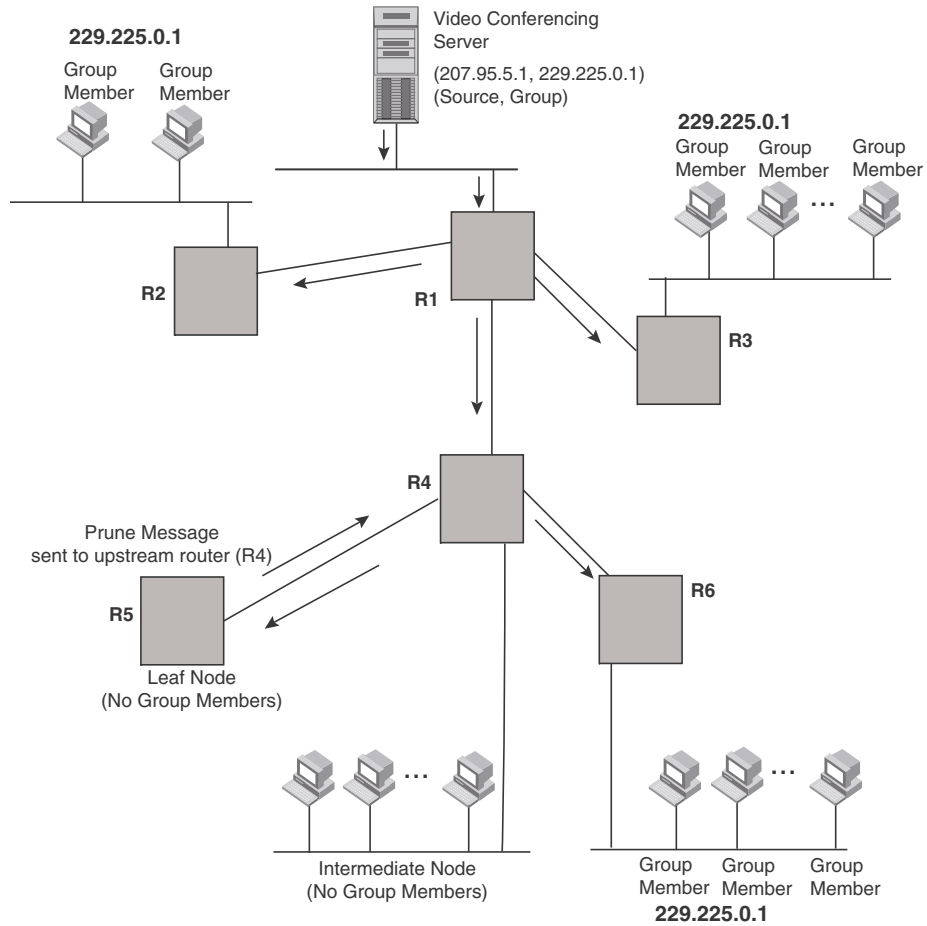 Video Conferencing
Server
(207.95.5.1, 229.225.0.1)
(Source, Group)
229.225.0.1
Group
Member
Group
Member
229.225.0.1
Group
Member
Group
Member
...
Group
Member
R2
R1
R3
R4
Prune Message
sent to upstream router (R4)
R5
Leaf Node
(No Group Members)
R6
...
Intermediate Node
(No Group Members)
...
Group
Member
Group
Member
Group
Member
229.225.0.1